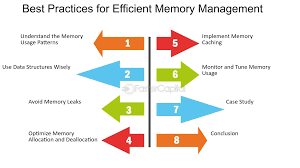 Best Practices for Efficient Memory Management
Understand the Memory
Usage Patterns
1
Use Data Structures Wisely
2
Avoid Memory Leaks
3
Optimize Memory
Allocation and Deallocation
4
5
Implement Memory
Caching
6
Monitor and Tune Memory
Usage
7
Case Study
8
Conclusion